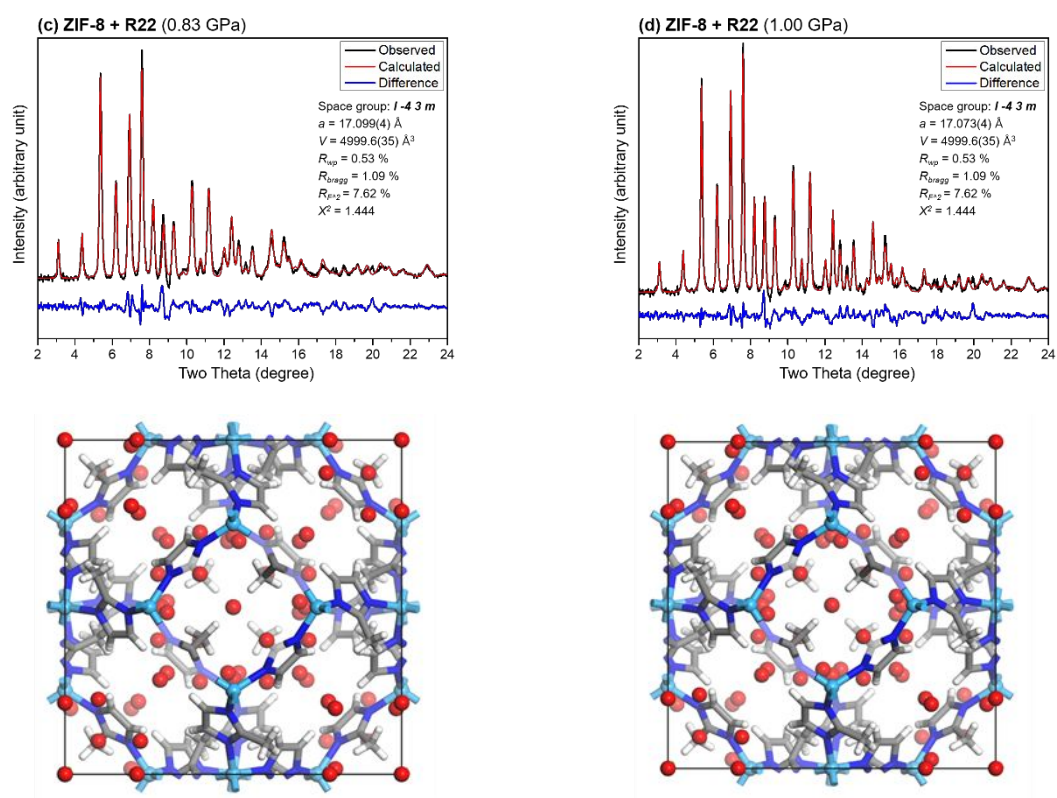 (c) ZIF-8 + R22 (0.83 GPa)
Observed
Calculated
Difference
Space group: I -4 3 m
a = 17.099(4) Å
V = 4999.6(35) Å³
Rwp = 0.53 %
Rbragg = 1.09 %
RF^2 = 7.62 %
X² = 1.444
Intensity (arbitrary unit)
2 4 6 8 10 12 14 16 18 20 22 24
Two Theta (degree)
(d) ZIF-8 + R22 (1.00 GPa)
Observed
Calculated
Difference
Space group: I -4 3 m
a = 17.073(4) Å
V = 4999.6(35) Å³
Rwp = 0.53 %
Rbragg = 1.09 %
RF^2 = 7.62 %
X² = 1.444
Intensity (arbitrary unit)
2 4 6 8 10 12 14 16 18 20 22 24
Two Theta (degree)